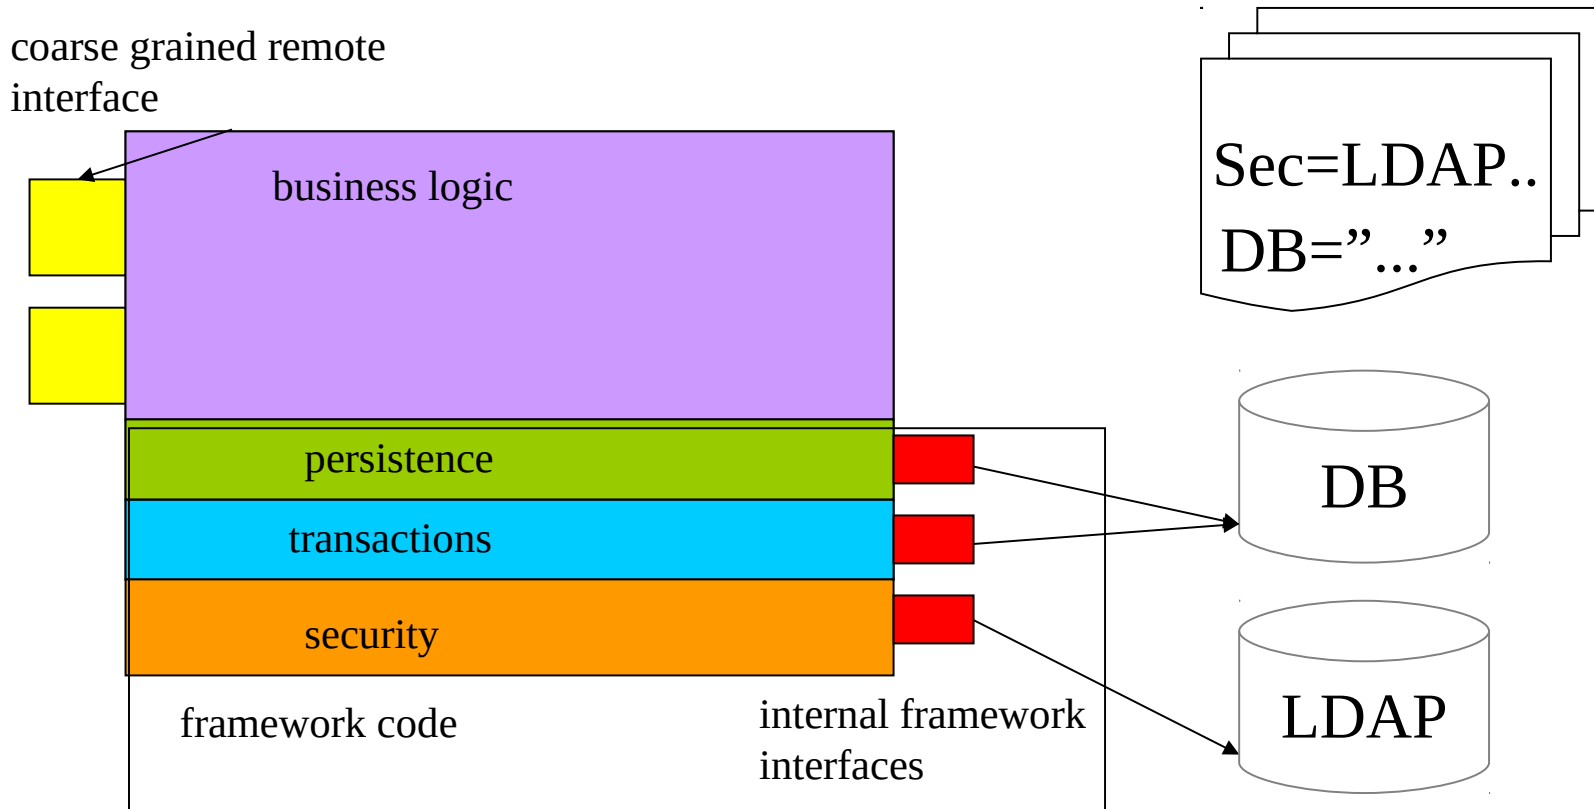 coarse grained remote
interface
business logic
persistence
transactions
security
framework code
internal framework
interfaces
Sec=LDAP..
DB=”...”
DB
LDAP